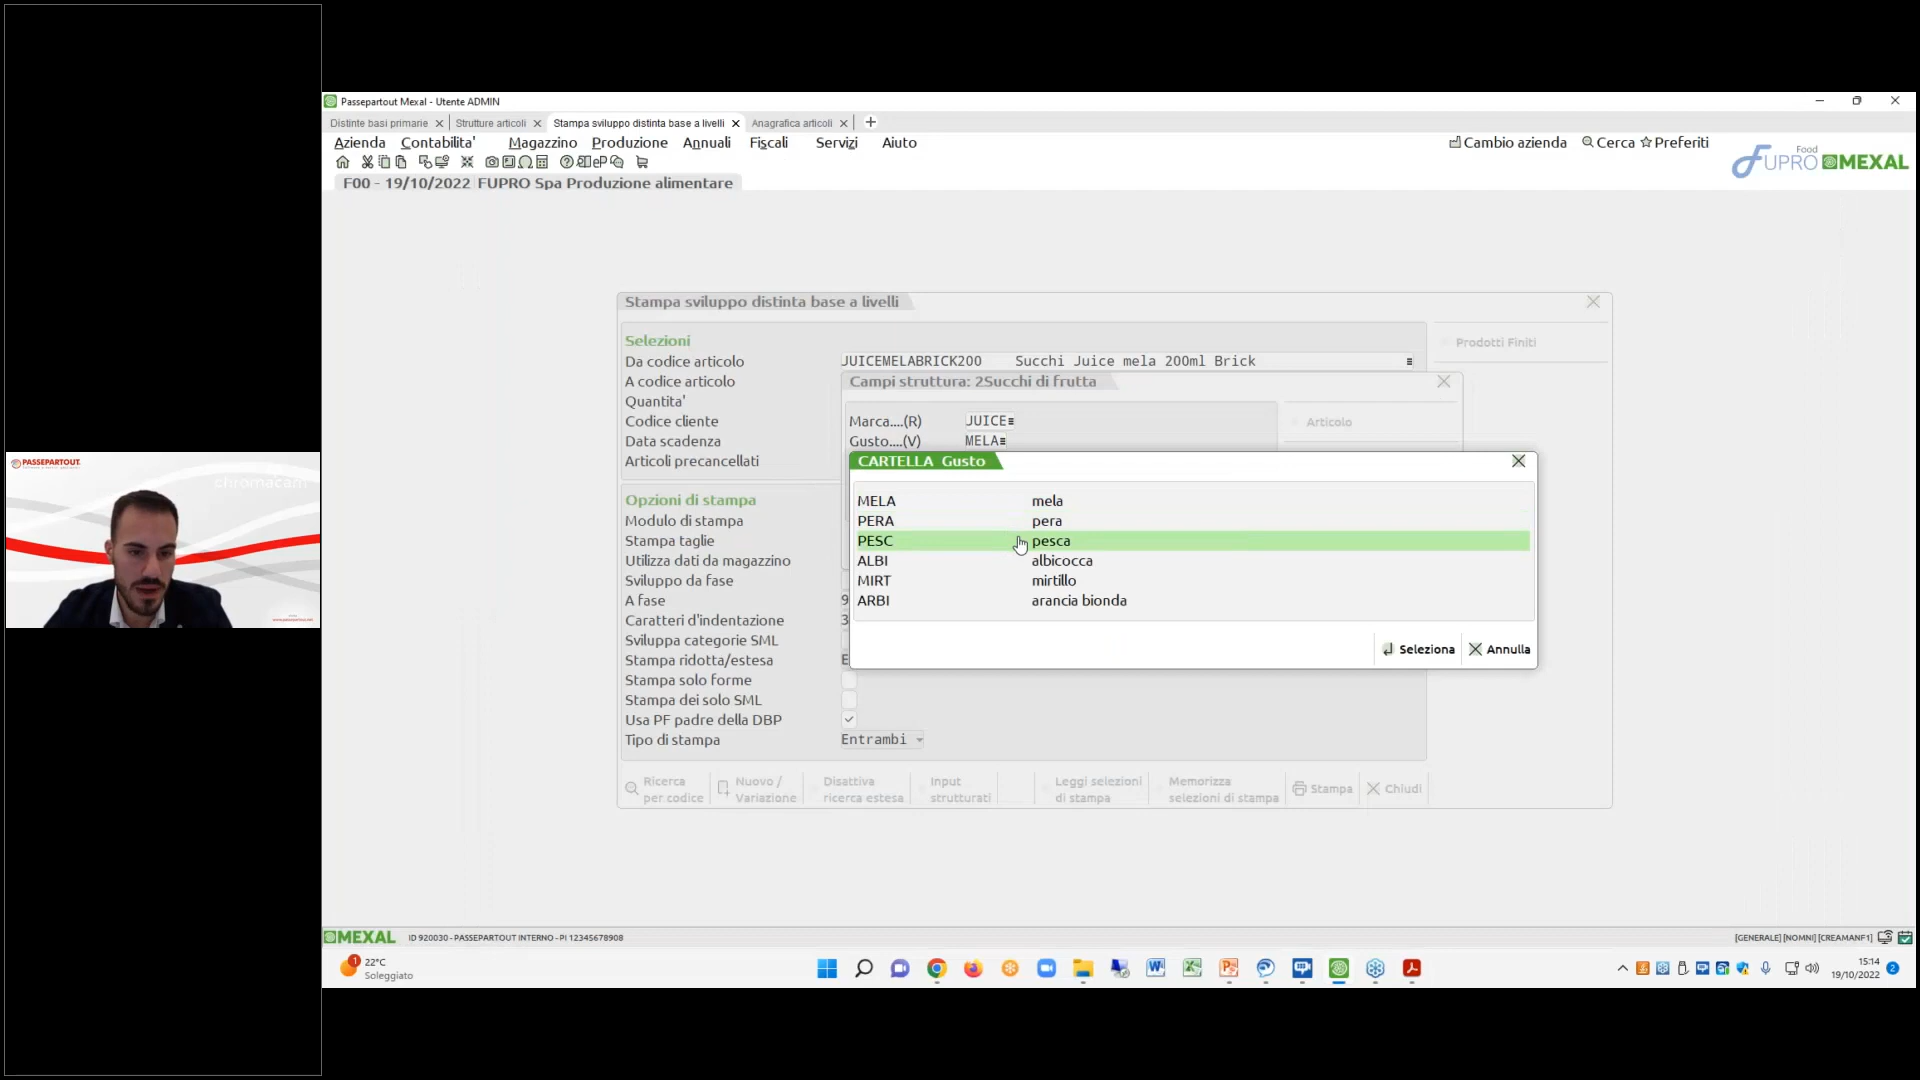 PASSEPARTOUT
chromacam
Passepartout Mexal - Utente ADMIN
Distinte basi primarie
Strutture articoli
Stampa sviluppo distinta base a livelli
Anagrafica articoli
Azienda Contabilita' Magazzino Produzione Annuali Fiscali Servizi Aiuto
Cambio azienda Cerca Preferiti
Food
FUPRO MEXAL
F00 - 19/10/2022 FUPRO Spa Produzione alimentare
Stampa sviluppo distinta base a livelli
Selezioni
Prodotti Finiti
Da codice articolo JUICEMELABRICK200 Succhi Juice mela 200ml Brick
A codice articolo
Quantita'
Codice cliente
Data scadenza
Articoli precancellati
Campi struttura: 2Succhi di frutta
Marca....(R) JUICE
Articolo
Gusto....(V) MELA
CARTELLA Gusto
MELA mela
PERA pera
PESC pesca
ALBI albicocca
MIRT mirtillo
ARBI arancia bionda
Seleziona Annulla
Opzioni di stampa
Modulo di stampa
Stampa taglie
Utilizza dati da magazzino
Sviluppo da fase
A fase 9
Caratteri d'indentazione 3
Sviluppa categorie SML
Stampa ridotta/estesa E
Stampa solo forme
Stampa dei solo SML
Usa PF padre della DBP
Tipo di stampa Entrambi
Ricerca per codice
Nuovo / Variazione
Disattiva ricerca estesa
Input strutturati
Leggi selezioni di stampa
Memorizza selezioni di stampa
Stampa
Chiudi
MEXAL ID 920030 - PASSEPARTOUT INTERNO - PI 12345678908
[GENERALE] [NOMNI] [CREAMANF1]
1
22°C
Soleggiato
15:14
19/10/2022
2